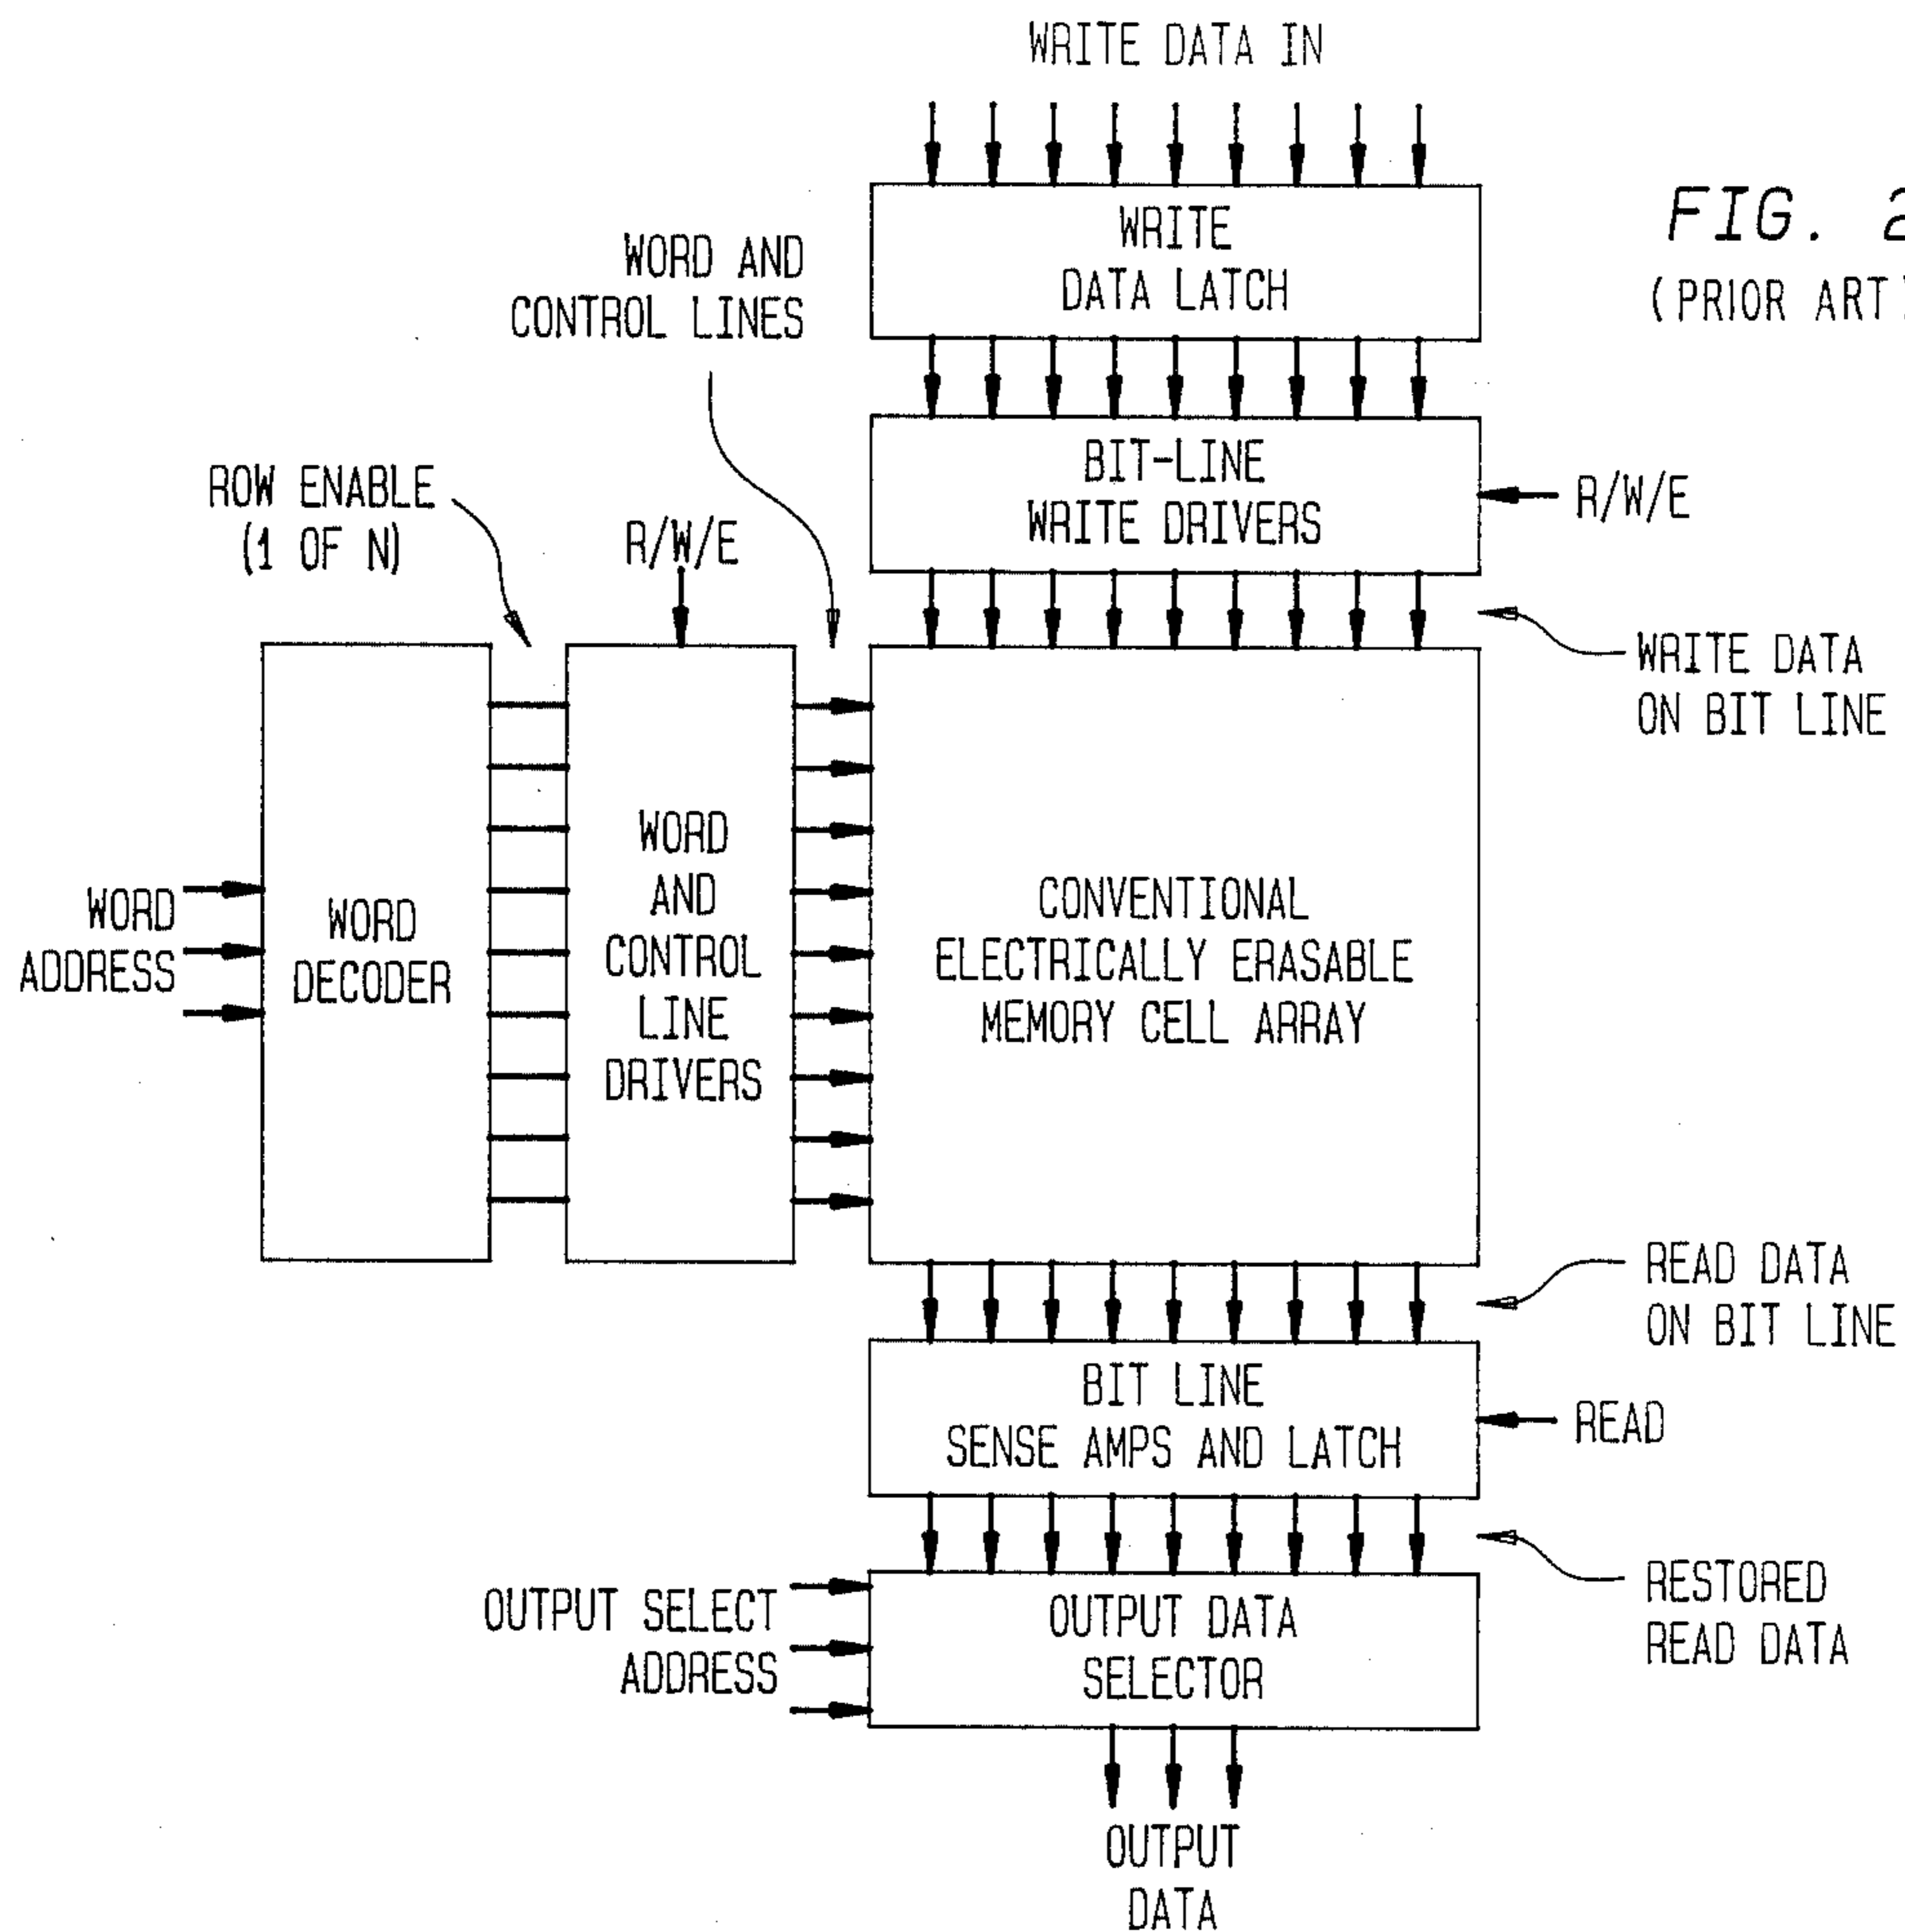 WRITE DATA IN
FIG. 2
(PRIOR ART)
WRITE
DATA LATCH
WORD AND
CONTROL LINES
BIT-LINE
WRITE DRIVERS
R/W/E
ROW ENABLE
(1 OF N)
R/W/E
WRITE DATA
ON BIT LINE
WORD
ADDRESS
WORD
DECODER
WORD
AND
CONTROL
LINE
DRIVERS
CONVENTIONAL
ELECTRICALLY ERASABLE
MEMORY CELL ARRAY
READ DATA
ON BIT LINE
BIT LINE
SENSE AMPS AND LATCH
READ
OUTPUT SELECT
ADDRESS
OUTPUT DATA
SELECTOR
RESTORED
READ DATA
OUTPUT
DATA